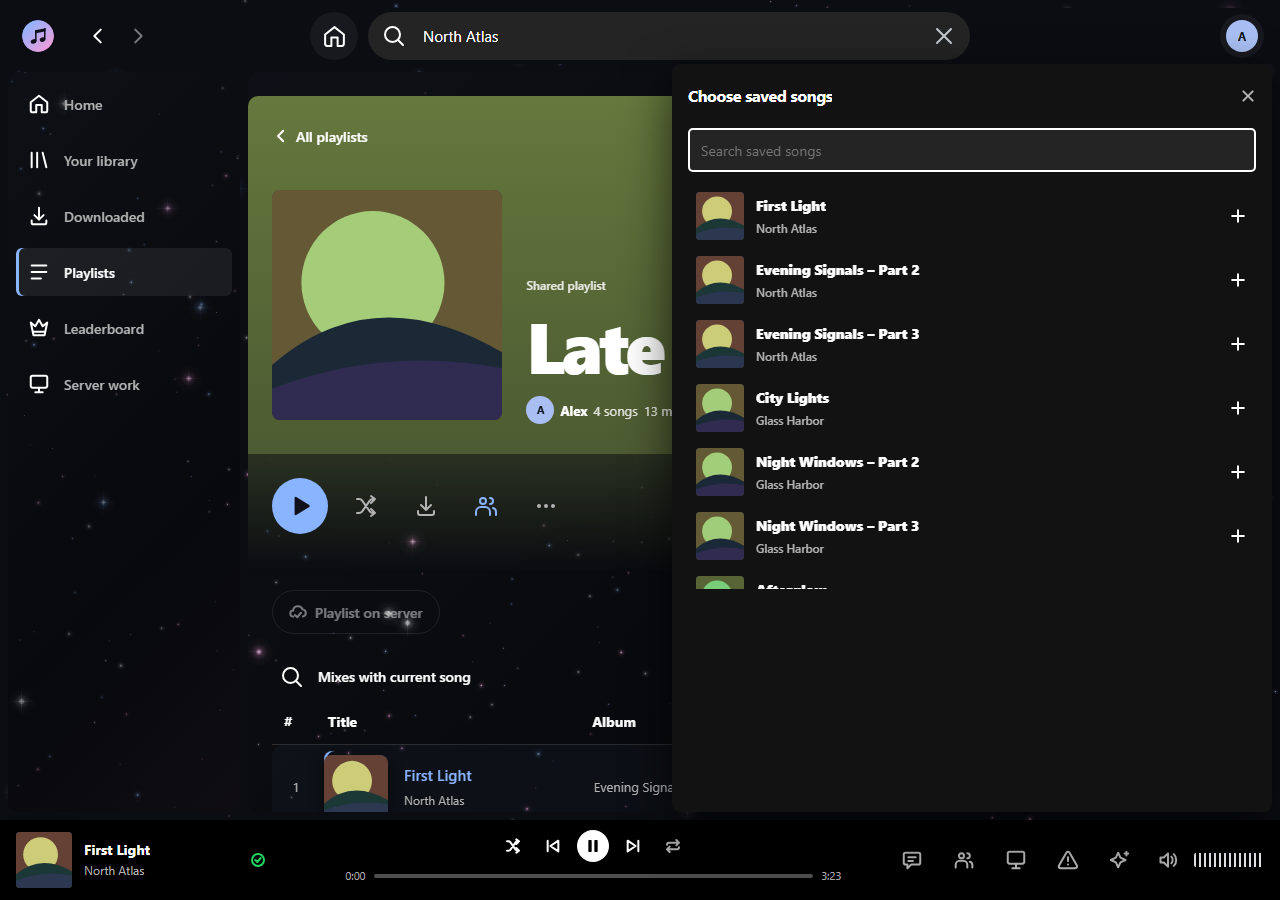 North Atlas
A
Home
Your library
Downloaded
Playlists
Leaderboard
Server work
All playlists
Shared playlist
Late
A Alex 4 songs 13 m
Playlist on server
Mixes with current song
# Title Album
1 First Light
North Atlas
Evening Signa
Choose saved songs
Search saved songs
First Light
North Atlas
Evening Signals – Part 2
North Atlas
Evening Signals – Part 3
North Atlas
City Lights
Glass Harbor
Night Windows – Part 2
Glass Harbor
Night Windows – Part 3
Glass Harbor
First Light
North Atlas
0:00
3:23